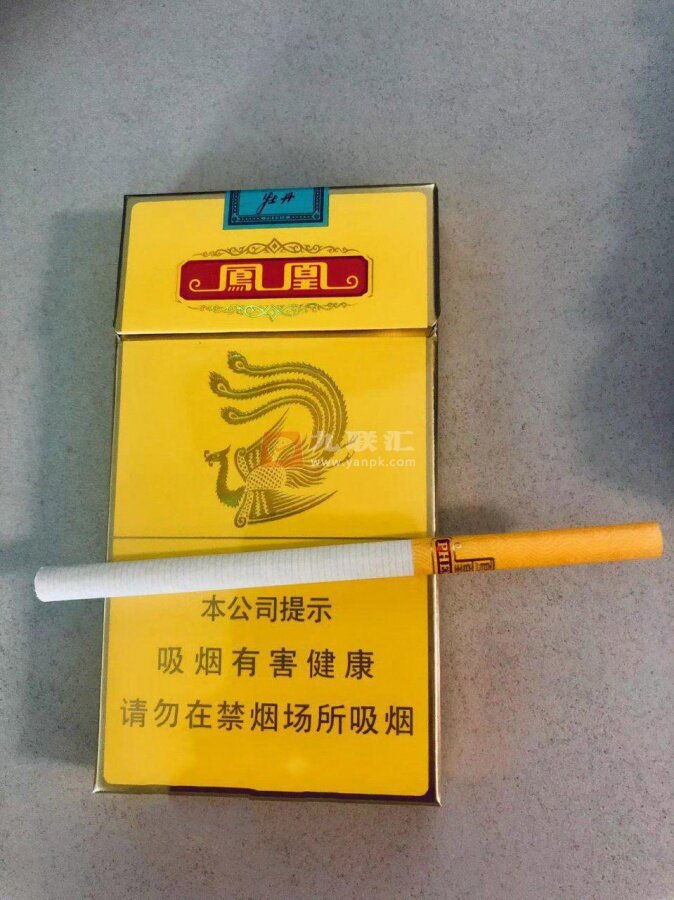 牡丹
鳳凰
九联汇
www.yanpk.com
PHE
本公司提示
吸烟有害健康
请勿在禁烟场所吸烟